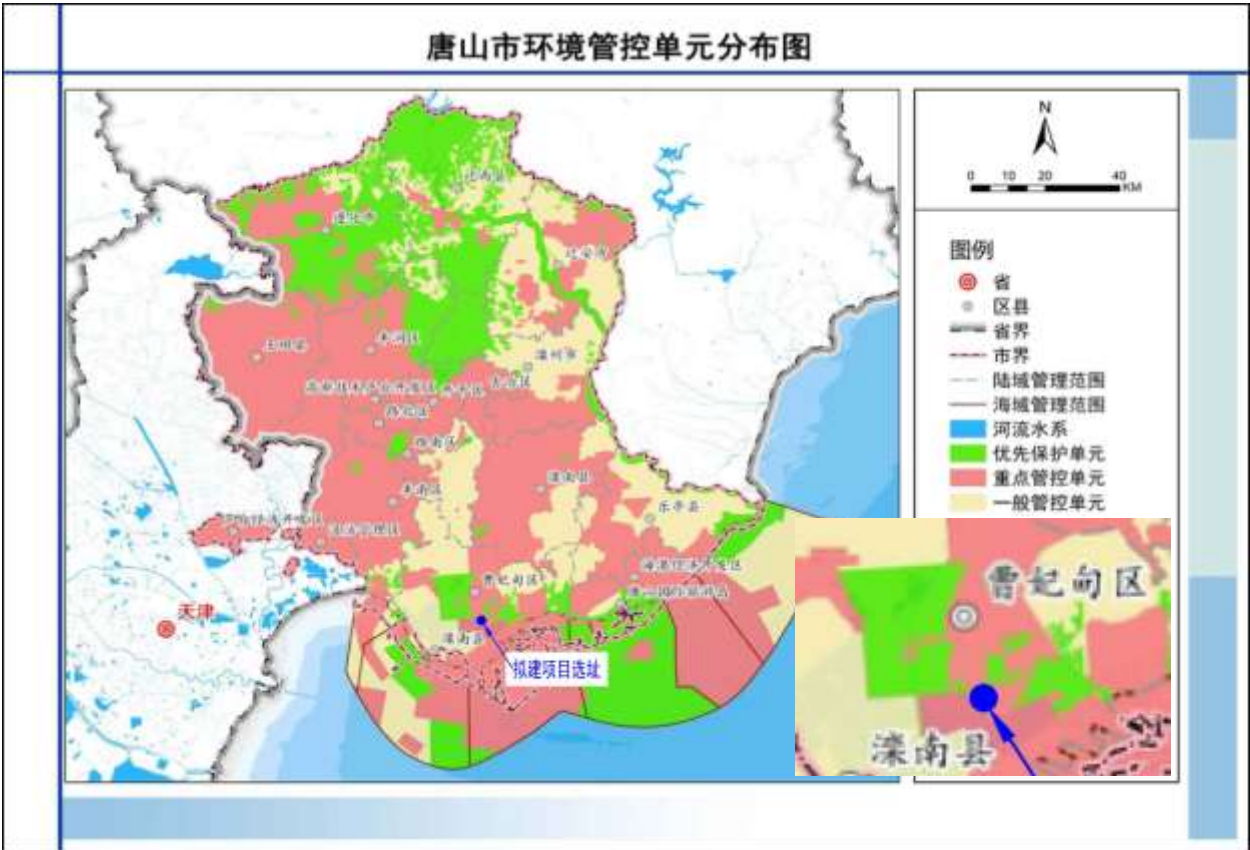 唐山市环境管控单元分布图
N
0 10 20 40
KM
图例
省
区县
省界
市界
陆域管理范围
海域管理范围
河流水系
优先保护单元
重点管控单元
一般管控单元
迁西县
遵化市
迁安市
玉田县
丰润区
滦州市
古冶区
开平区
路北区
路南区
丰南区
滦南县
乐亭县
曹妃甸区
滦南县
天津
拟建项目选址
曹妃甸区
滦南县